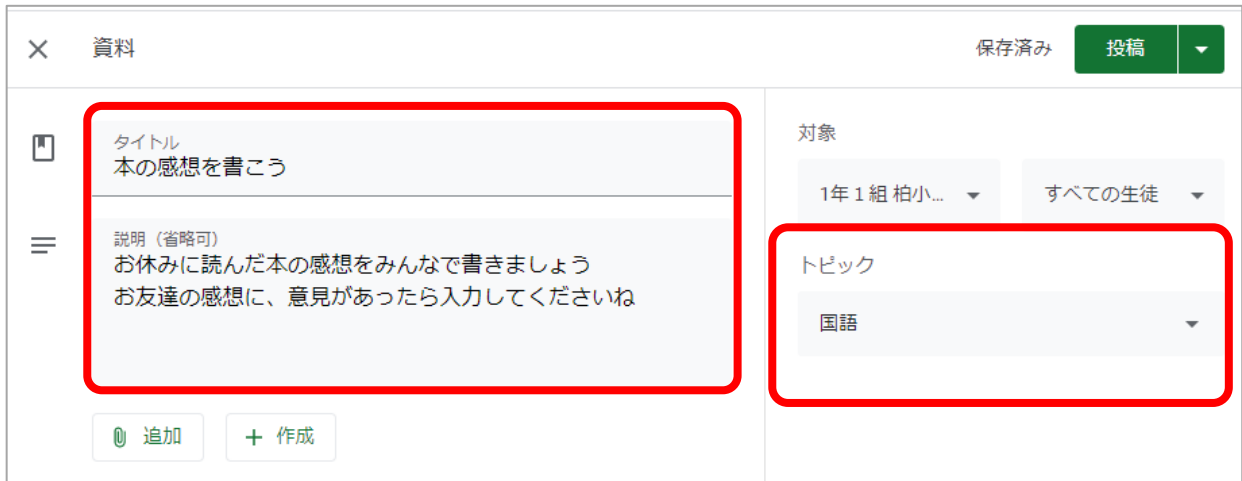 資料
保存済み
投稿
タイトル
本の感想を書こう
説明（省略可）
お休みに読んだ本の感想をみんなで書きましょう
お友達の感想に、意見があったら入力してくださいね
追加
+ 作成
対象
1年１組 柏小...
すべての生徒
トピック
国語